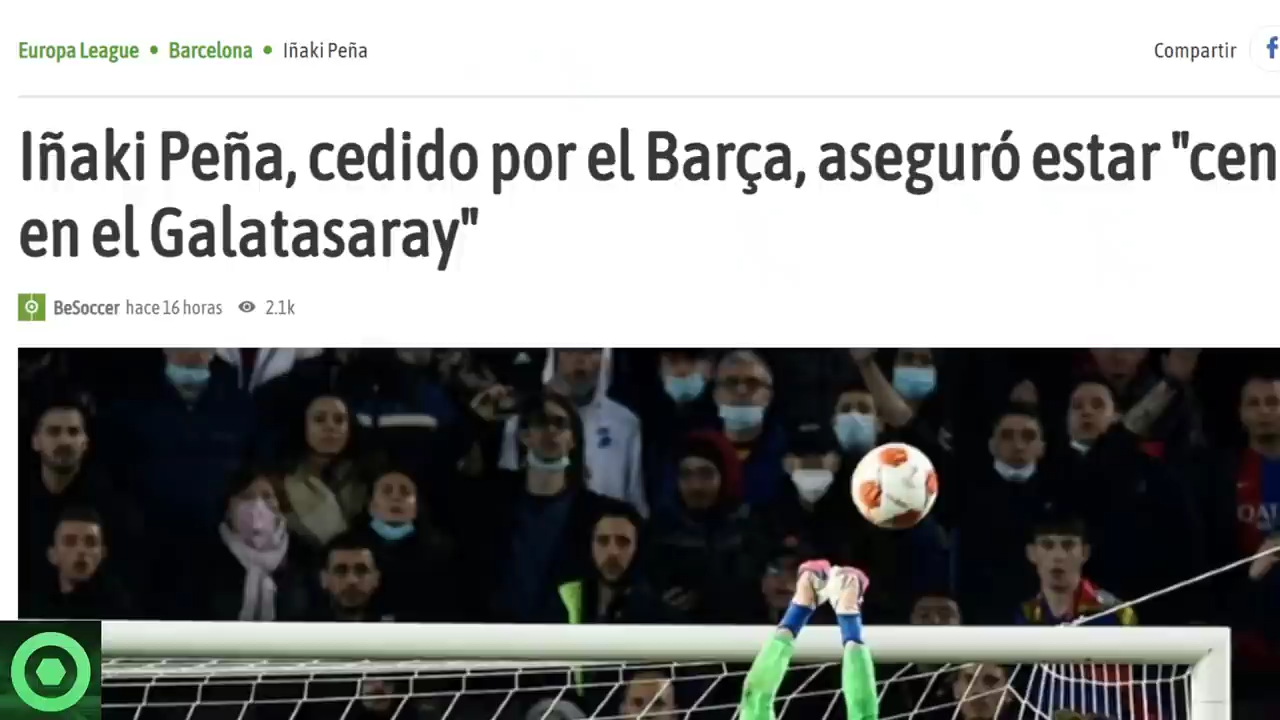 Europa League • Barcelona • Iñaki Peña
Compartir
Iñaki Peña, cedido por el Barça, aseguró estar "cen
en el Galatasaray"
BeSoccer hace 16 horas 2.1k